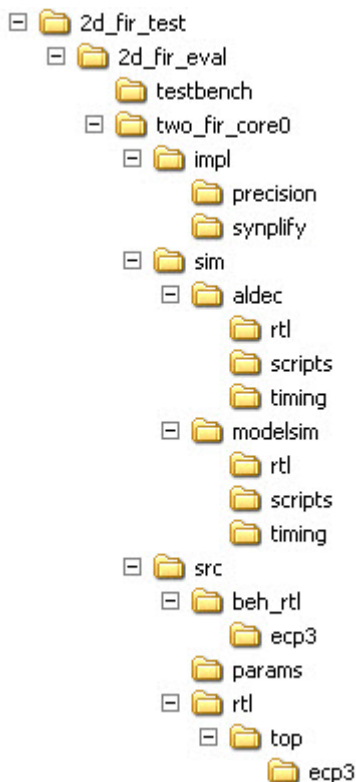 2d_fir_test
2d_fir_eval
testbench
two_fir_core0
impl
precision
synplify
sim
aldec
rtl
scripts
timing
modelsim
rtl
scripts
timing
src
beh_rtl
ecp3
params
rtl
top
ecp3